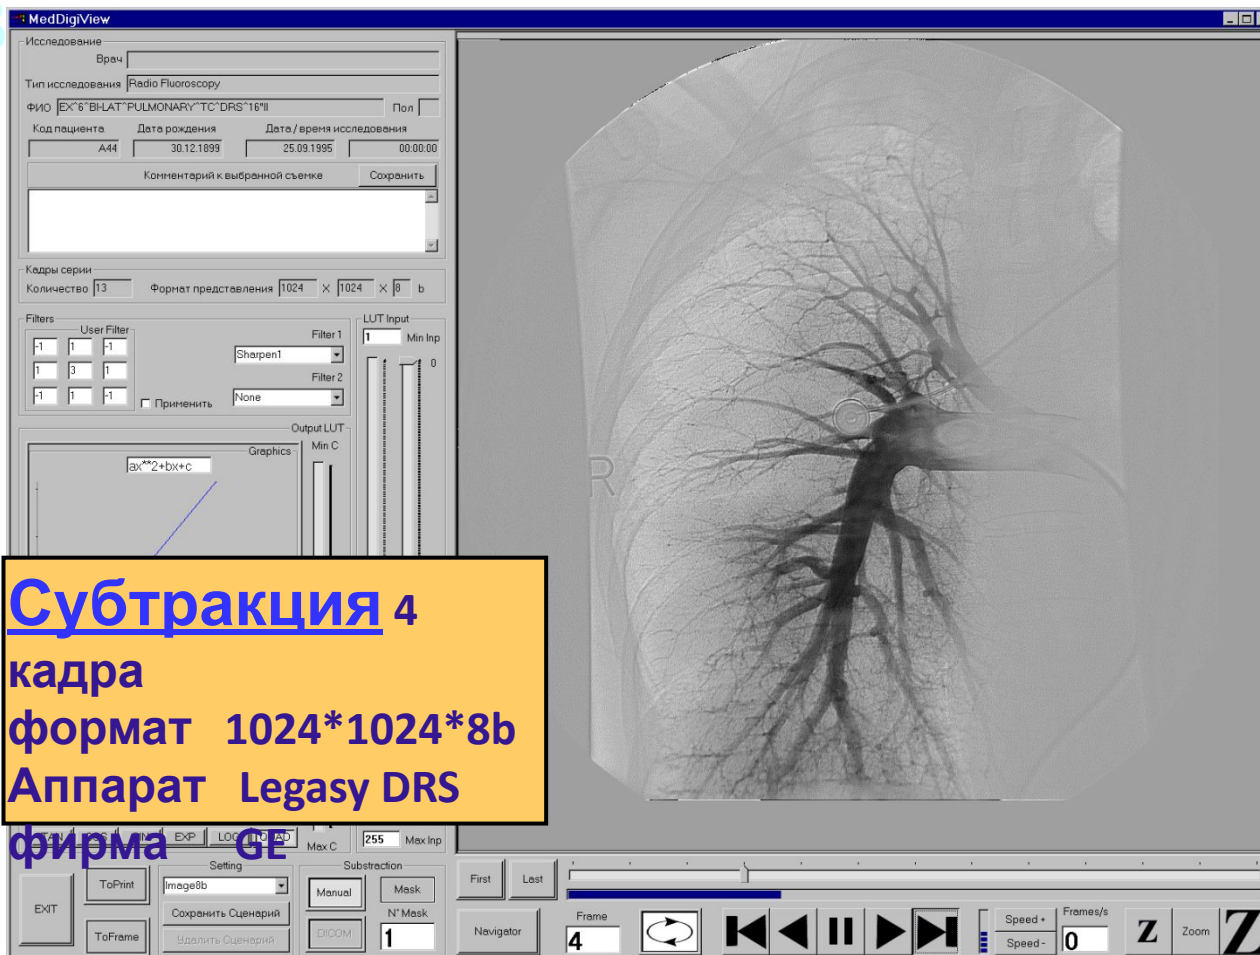 MedDigiView
Исследование
Врач
Тип исследования Radio Fluoroscopy
ФИО EX^6^BI-LAT^PULMONARY^TC^DRS^16"II Пол
Код пациента Дата рождения Дата / время исследования
A44 30.12.1899 25.09.1995 00:00:00
Комментарий к выбранной съемке Сохранить
Кадры серии
Количество 13 Формат представления 1024 X 1024 X 8 b
Filters
User Filter
-1 1 -1
1 3 1
-1 1 -1
Применить
Filter 1
Sharpen1
Filter 2
None
LUT Input
1 Min Inp
0
Output LUT
Graphics
Min C
ax**2+bx+c
R
Субтракция 4
кадра
формат 1024*1024*8b
Аппарат Legasy DRS
фирма GE
EXP
Max C
255 Max Inp
EXIT
ToPrint
ToFrame
Setting
Image8b
Сохранить Сценарий
Удалить Сценарий
Substraction
Manual
Mask
DICOM
N°Mask
1
First
Last
Navigator
Frame
4
Speed +
Speed -
Frames/s
0
Z
Zoom
Z